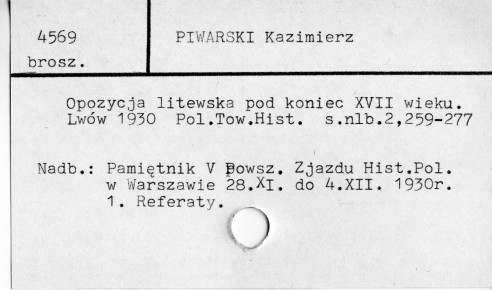 4569
PIWARSKI Kazimierz
brosz.
Opozycja litewska pod koniec XVII wieku.
Lwów 1930 Pol.Tow.Hist. s.nlb.2,259-277
Nadb.: Pamiętnik V Powsz. Zjazdu Hist.Pol.
w Warszawie 28.XI. do 4.XII. 1930r.
1. Referaty.